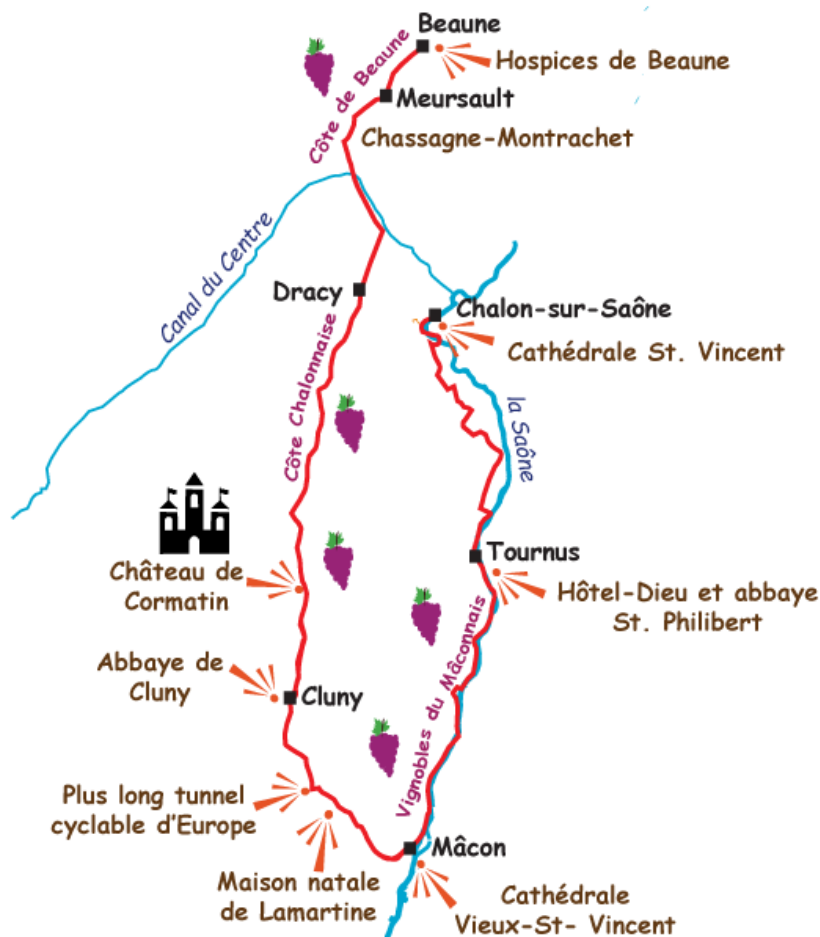 Beaune
Hospices de Beaune
Côte de Beaune
Meursault
Chassagne-Montrachet
Canal du Centre
Dracy
Chalon-sur-Saône
Cathédrale St. Vincent
Côte Chalonnaise
la Saône
Château de
Cormatin
Tournus
Hôtel-Dieu et abbaye
St. Philibert
Abbaye de
Cluny
Cluny
Vignobles du Mâconnais
Plus long tunnel
cyclable d'Europe
Mâcon
Maison natale
de Lamartine
Cathédrale
Vieux-St- Vincent